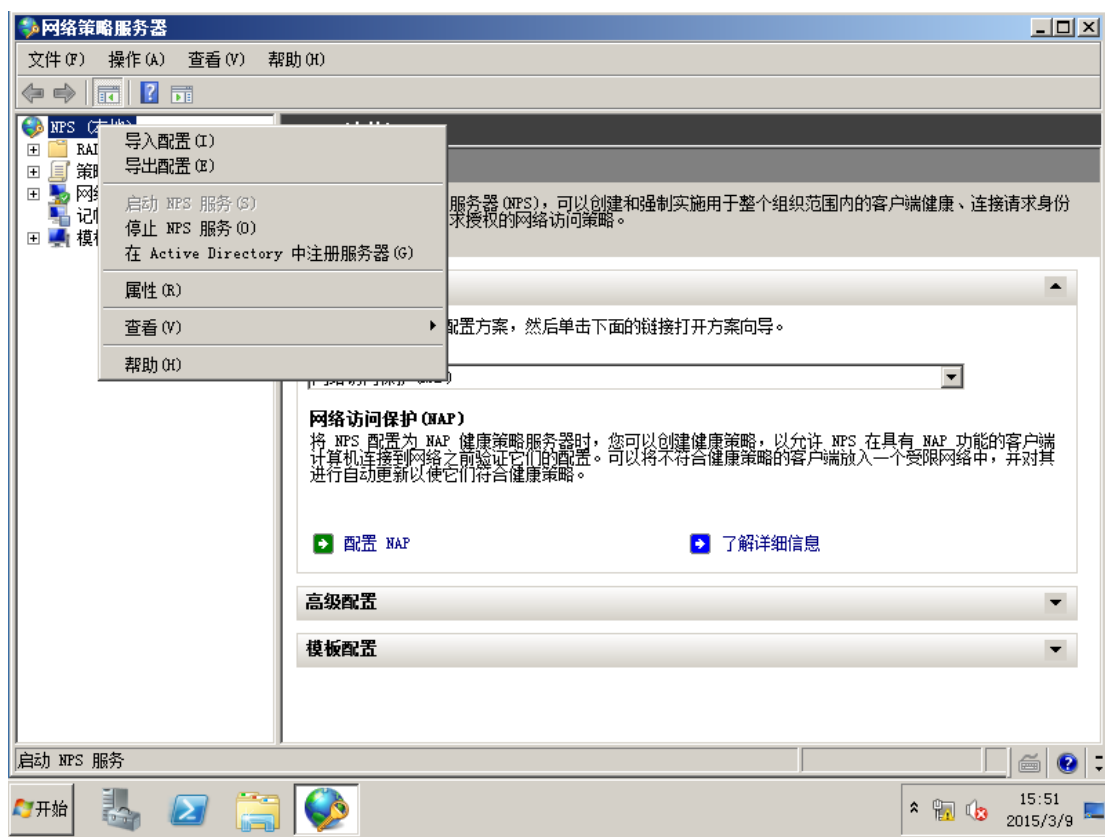 网络策略服务器
文件(F) 操作(A) 查看(V) 帮助(H)
NPS
导入配置(I)
导出配置(E)
启动 NPS 服务(S)
停止 NPS 服务(O)
在 Active Directory 中注册服务器(G)
属性(R)
查看(V)
帮助(H)
服务器(NPS)，可以创建和强制实施用于整个组织范围内的客户端健康、连接请求身份
求授权的网络访问策略。
配置方案，然后单击下面的链接打开方案向导。
网络访问保护(NAP)
将 NPS 配置为 NAP 健康策略服务器时，您可以创建健康策略，以允许 NPS 在具有 NAP 功能的客户端
计算机连接到网络之前验证它们的配置。可以将不符合健康策略的客户端放入一个受限网络中，并对其
进行自动更新以使它们符合健康策略。
配置 NAP
了解详细信息
高级配置
模板配置
启动 NPS 服务
开始
15:51
2015/3/9